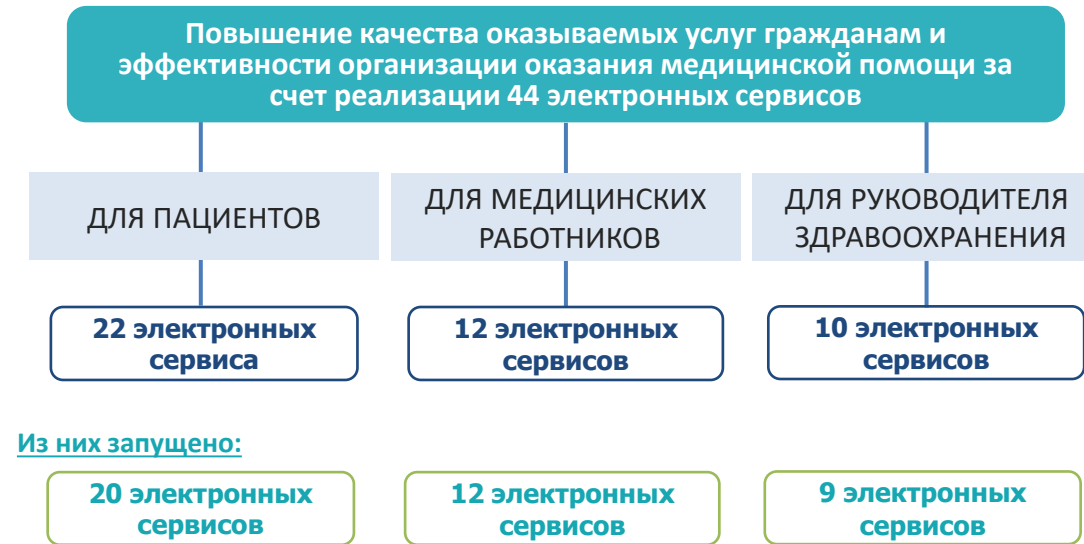 Повышение качества оказываемых услуг гражданам и
эффективности организации оказания медицинской помощи за
счет реализации 44 электронных сервисов
ДЛЯ ПАЦИЕНТОВ
ДЛЯ МЕДИЦИНСКИХ
РАБОТНИКОВ
ДЛЯ РУКОВОДИТЕЛЯ
ЗДРАВООХРАНЕНИЯ
22 электронных
сервиса
12 электронных
сервисов
10 электронных
сервисов
Из них запущено:
20 электронных
сервисов
12 электронных
сервисов
9 электронных
сервисов